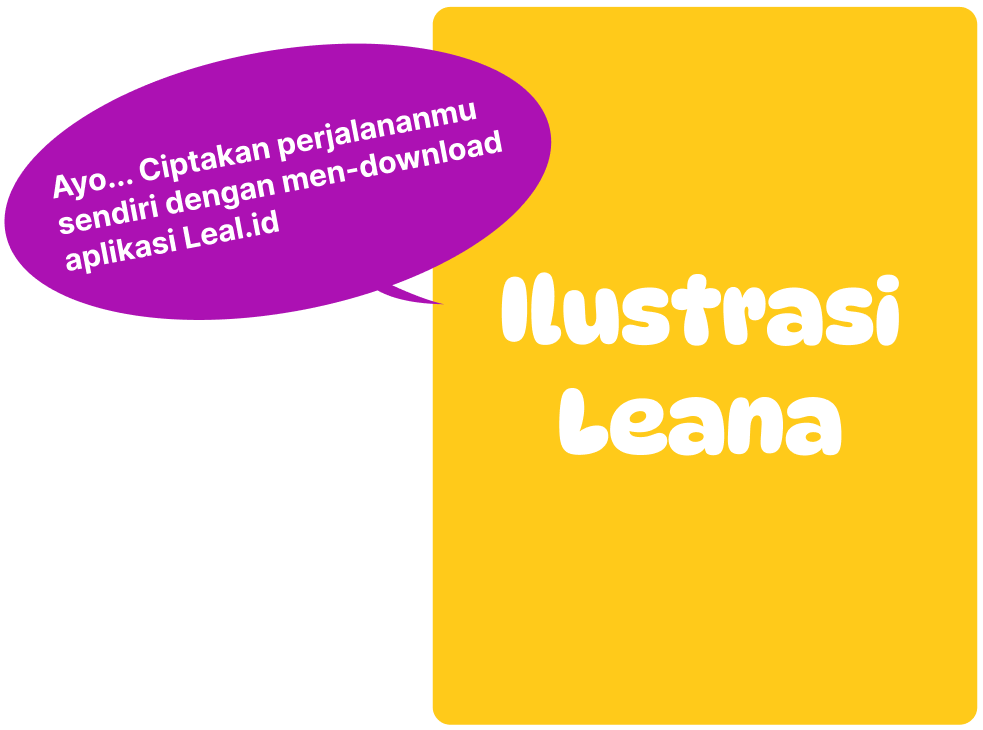 Ayo... Ciptakan perjalananmu
sendiri dengan men-download
aplikasi Leal.id
Ilustrasi
Leana